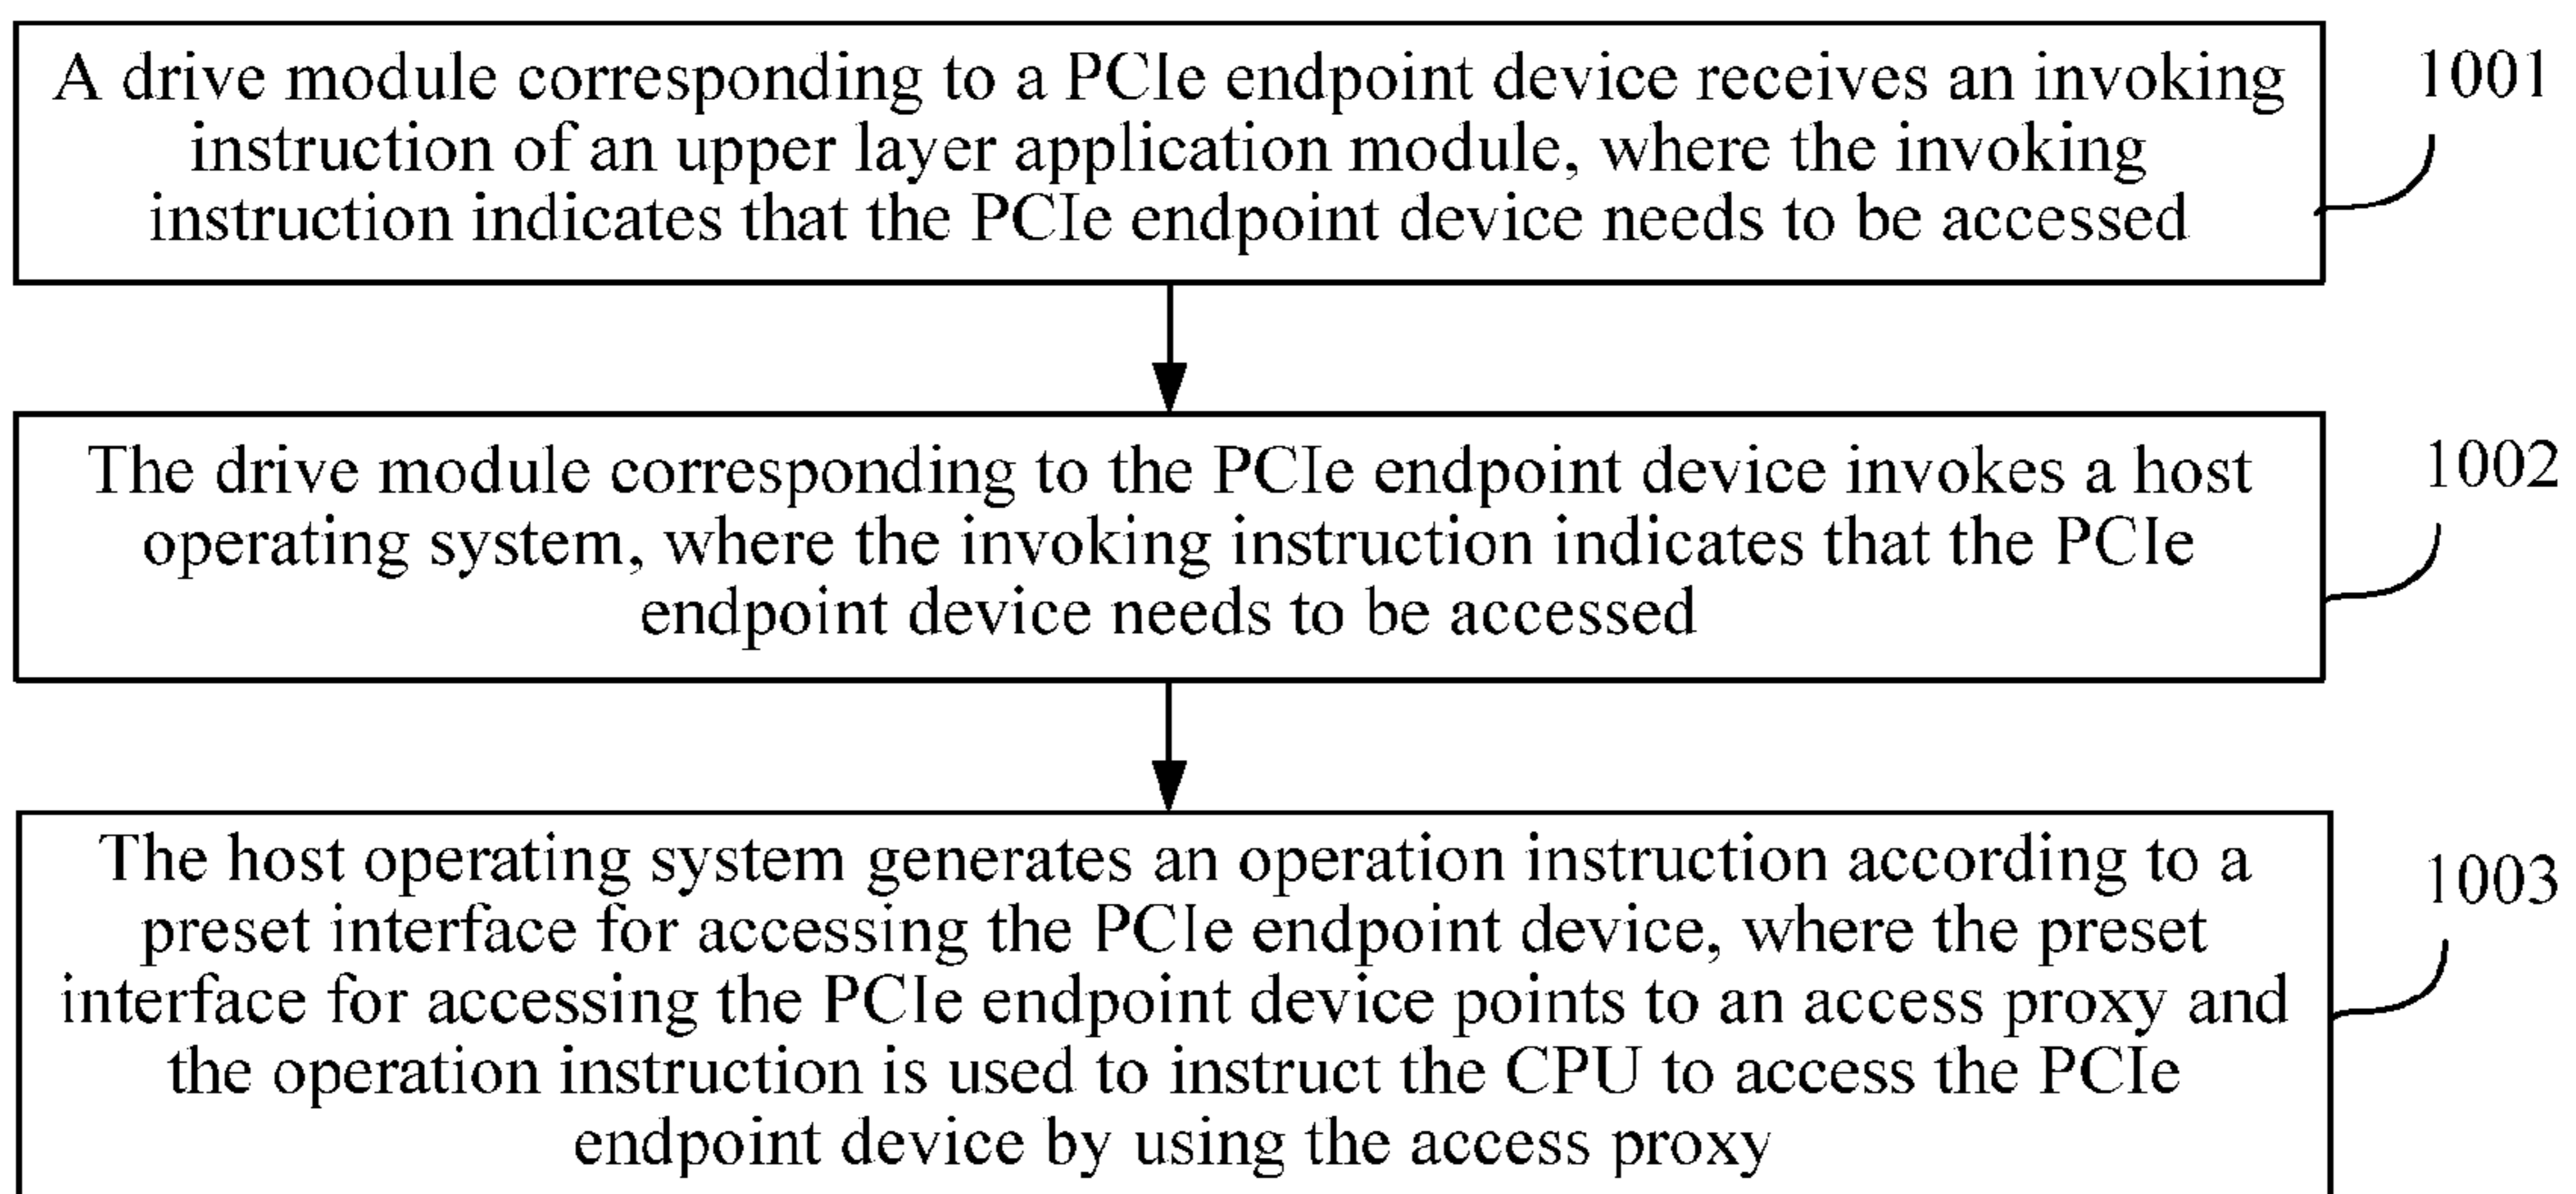 A drive module corresponding to a PCIe endpoint device receives an invoking
instruction of an upper layer application module, where the invoking
instruction indicates that the PCIe endpoint device needs to be accessed
1001
The drive module corresponding to the PCIe endpoint device invokes a host
operating system, where the invoking instruction indicates that the PCIe
endpoint device needs to be accessed
1002
The host operating system generates an operation instruction according to a
preset interface for accessing the PCIe endpoint device, where the preset
interface for accessing the PCIe endpoint device points to an access proxy and
the operation instruction is used to instruct the CPU to access the PCIe
endpoint device by using the access proxy
1003